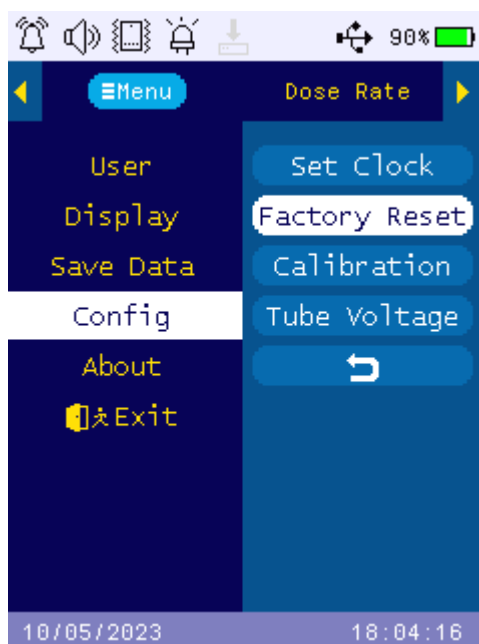 90%
Menu
Dose Rate
User
Display
Save Data
Config
About
Exit
Set Clock
Factory Reset
Calibration
Tube Voltage
10/05/2023
18:04:16